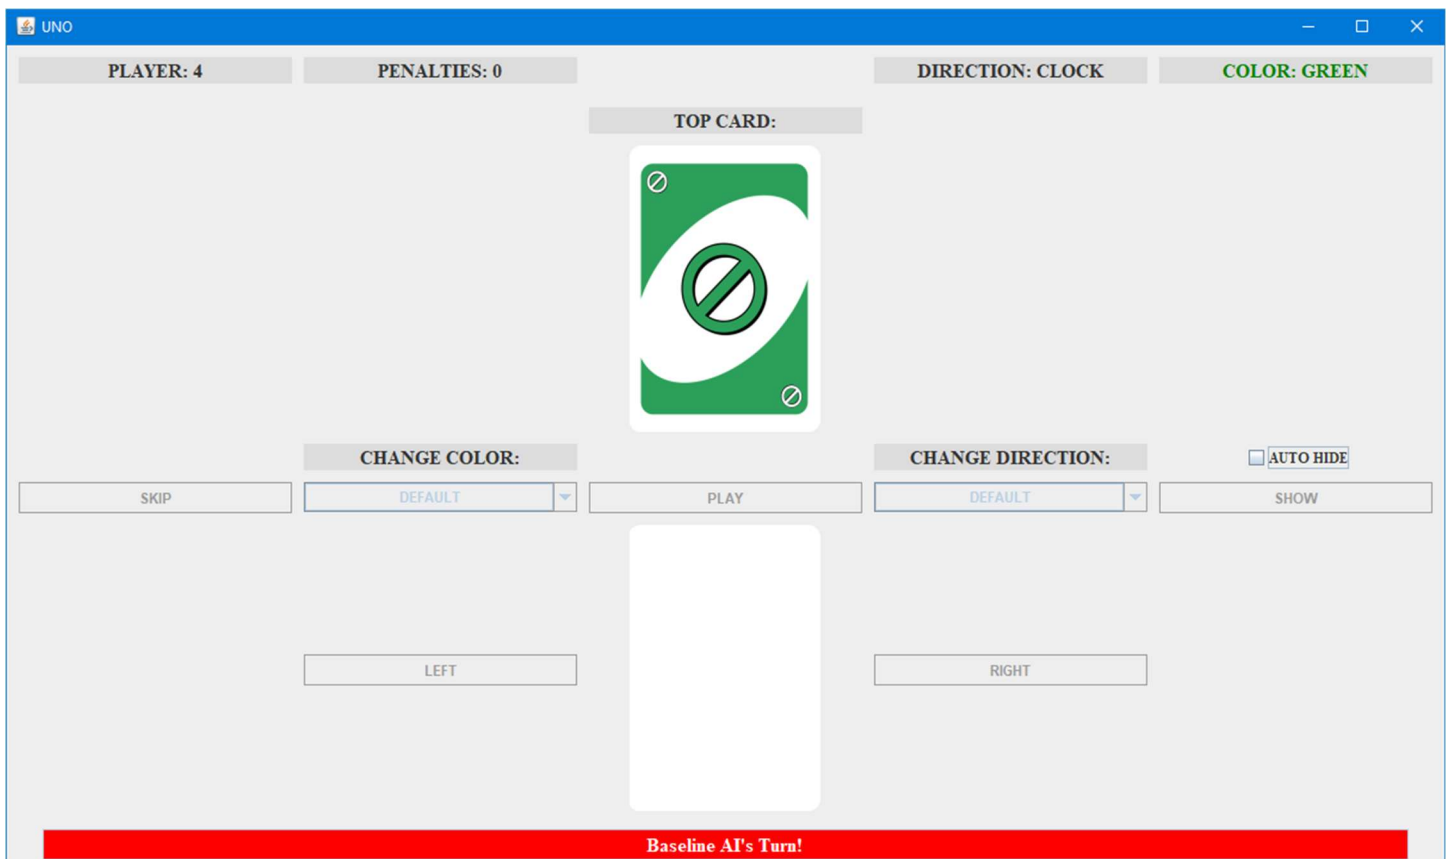 UNO
PLAYER: 4
PENALTIES: 0
DIRECTION: CLOCK
COLOR: GREEN
TOP CARD:
CHANGE COLOR:
CHANGE DIRECTION:
AUTO HIDE
SKIP
DEFAULT
PLAY
DEFAULT
SHOW
LEFT
RIGHT
Baseline AI's Turn!